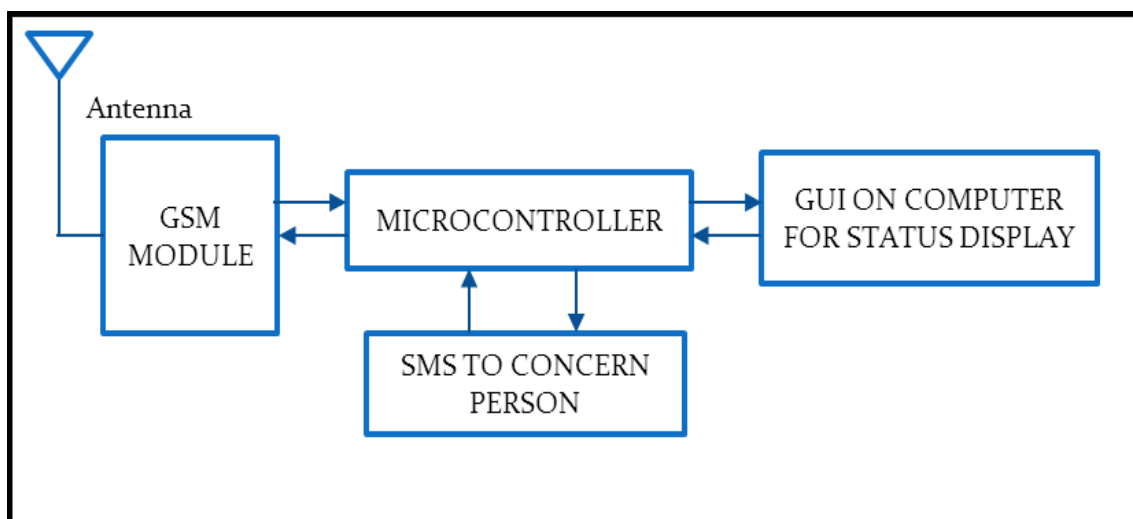 Antenna
GSM
MODULE
MICROCONTROLLER
GUI ON COMPUTER
FOR STATUS DISPLAY
SMS TO CONCERN
PERSON